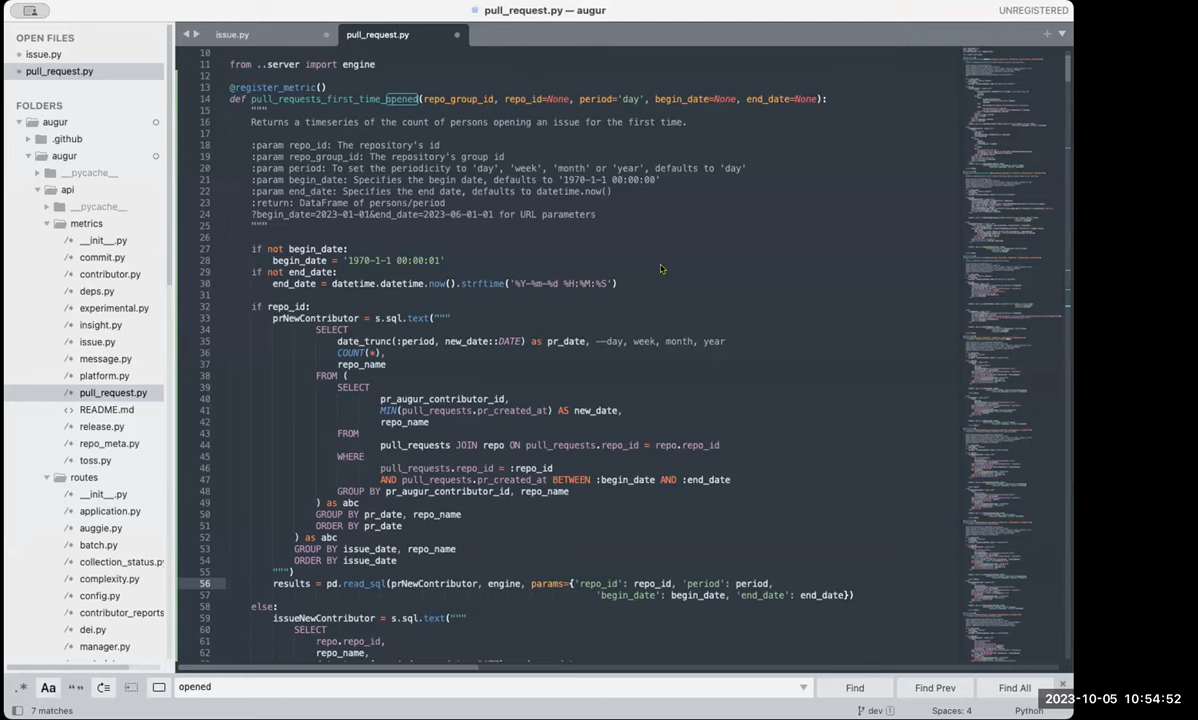 pull_request.py — augur
UNREGISTERED
OPEN FILES
issue.py
pull_request.py
FOLDERS
augur
.github
augur
__pycache__
api
__pycache__
metrics
__init__.py
commit.py
contributor.py
deps.py
experimental.py
insight.py
issue.py
message.py
platform.py
pull_request.py
README.md
release.py
repo_meta.py
toss.py
routes
__init__.py
application.py
auggie.py
batch.py
collection_status.py
complexity.py
config.py
contributor_reports
dei.py
manager.py
issue.py
pull_request.py
10
11 from ..server import engine
12
13 @register_metric()
14 def pull_requests_first_time_opened(repo_group_id, repo_id=None, period='day', begin_date=None, end_date=None):
15 """
16 Returns a timeseries of the count of persons opening an issue for the first time.
17
18 :param repo_id: The repository's id
19 :param repo_group_id: The repository's group id
20 :param period: To set the periodicity to 'day', 'week', 'month' or 'year', defaults to 'day'
21 :param begin_date: Specifies the begin date, defaults to '1970-1-1 00:00:00'
22 :param end_date: Specifies the end date, defaults to datetime.now()
23 :return: DataFrame of persons/period
24 ?begin_date=2023-01-01&end_date=2023-06-01-01 for URL parameters
25 """
26
27 if not begin_date:
28 begin_date = '1970-1-1 00:00:01'
29 if not end_date:
30 end_date = datetime.datetime.now().strftime('%Y-%m-%d %H:%M:%S')
31
32 if repo_id:
33 prNewContributor = s.sql.text("""
34 SELECT
35 date_trunc(:period, new_date::DATE) as pr_date, --day, week, month, year
36 COUNT(*),
37 repo_name
38 FROM (
39 SELECT
40 pr_augur_contributor_id,
41 MIN(pull_requests.pr_created_at) AS new_date,
42 repo_name
43 FROM
44 pull_requests JOIN repo ON pull_requests.repo_id = repo.repo_id
45 WHERE
46 pull_requests.repo_id = :repo_id
47 AND pull_requests.pr_created_at BETWEEN :begin_date AND :end_date
48 GROUP BY pr_augur_contributor_id, repo_name
49 ) as abc
50 GROUP BY pr_date, repo_name
51 ORDER BY pr_date
52 ) as abc
53 GROUP BY issue_date, repo_name
54 ORDER BY issue_date
55 """)
56 results = pd.read_sql(prNewContributor, engine, params={'repo_id': repo_id, 'period': period,
57 'begin_date': begin_date, 'end_date': end_date})
58 else:
59 issueNewContributor = s.sql.text("""
60 SELECT
61 repo.repo_id,
62 repo_name,
.*
Aa
opened
Find
Find Prev
Find All
7 matches
dev
1
Spaces: 4
Python
2023-10-05 10:54:52